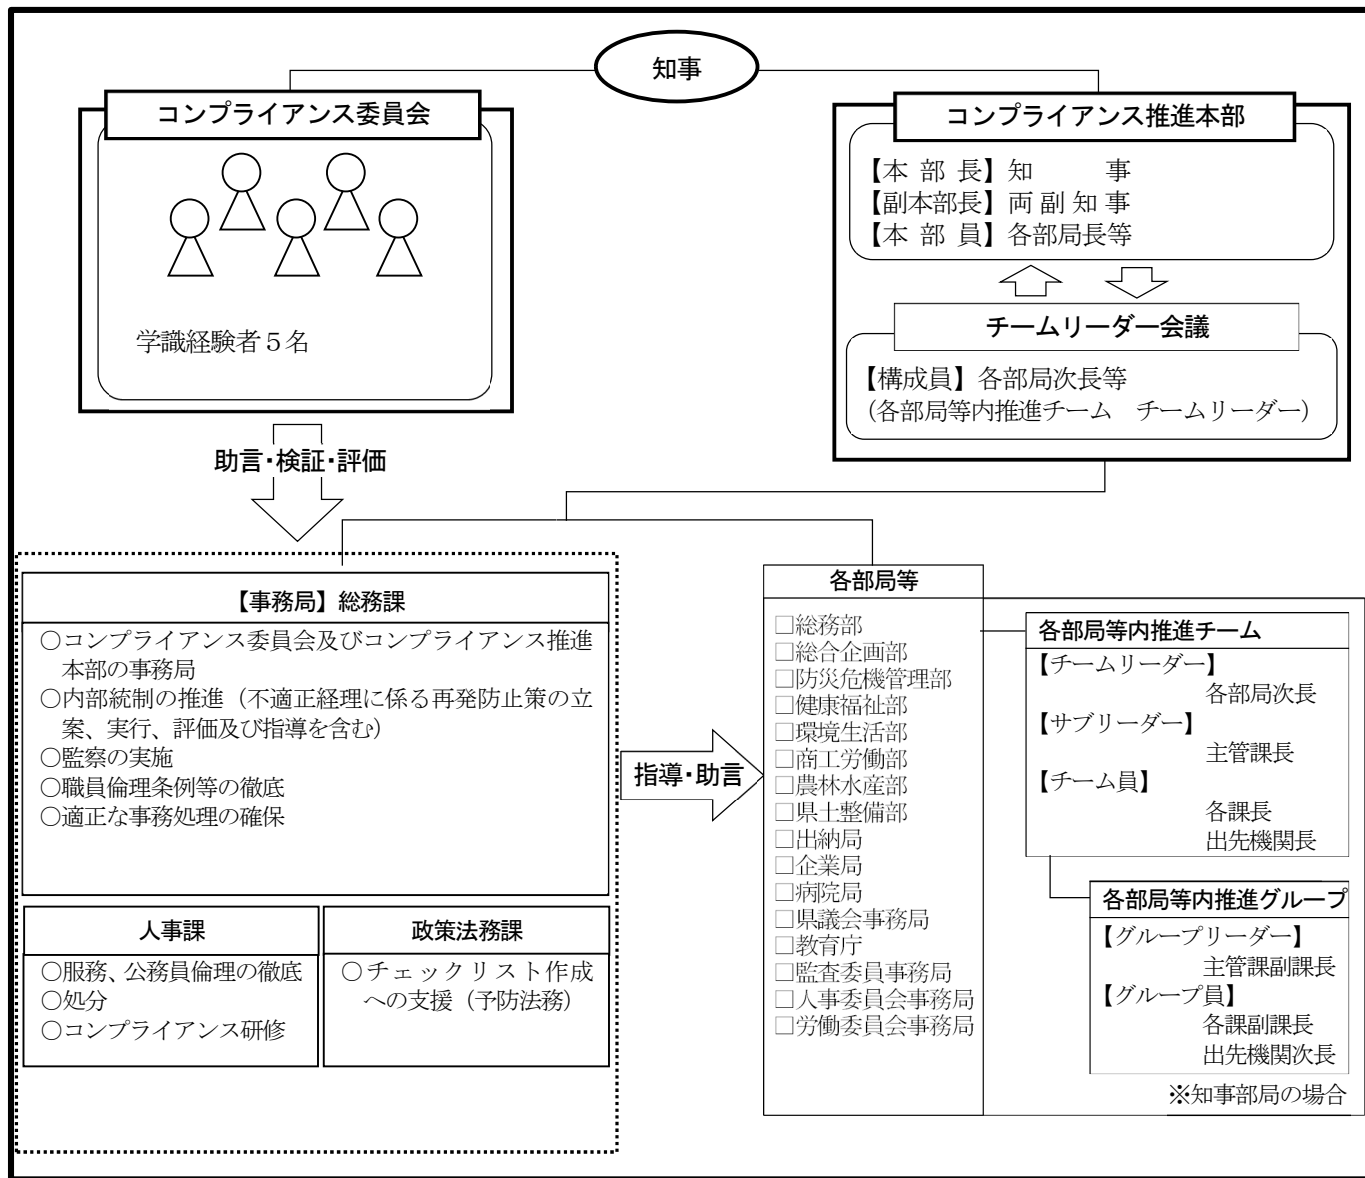 知事
コンプライアンス委員会
学識経験者５名
コンプライアンス推進本部
【本 部 長】知　　　事
【副本部長】両 副 知 事
【本 部 員】各部局長等
チームリーダー会議
【構成員】各部局次長等
（各部局等内推進チーム　チームリーダー）
助言・検証・評価
【事務局】総務課
○コンプライアンス委員会及びコンプライアンス推進
本部の事務局
○内部統制の推進（不適正経理に係る再発防止策の立
案、実行、評価及び指導を含む）
○監察の実施
○職員倫理条例等の徹底
○適正な事務処理の確保
人事課
○服務、公務員倫理の徹底
○処分
○コンプライアンス研修
政策法務課
○チェックリスト作成
への支援（予防法務）
指導・助言
各部局等
□総務部
□総合企画部
□防災危機管理部
□健康福祉部
□環境生活部
□商工労働部
□農林水産部
□県土整備部
□出納局
□企業局
□病院局
□県議会事務局
□教育庁
□監査委員事務局
□人事委員会事務局
□労働委員会事務局
各部局等内推進チーム
【チームリーダー】
各部局次長
【サブリーダー】
主管課長
【チーム員】
各課長
出先機関長
各部局等内推進グループ
【グループリーダー】
主管課副課長
【グループ員】
各課副課長
出先機関次長
※知事部局の場合